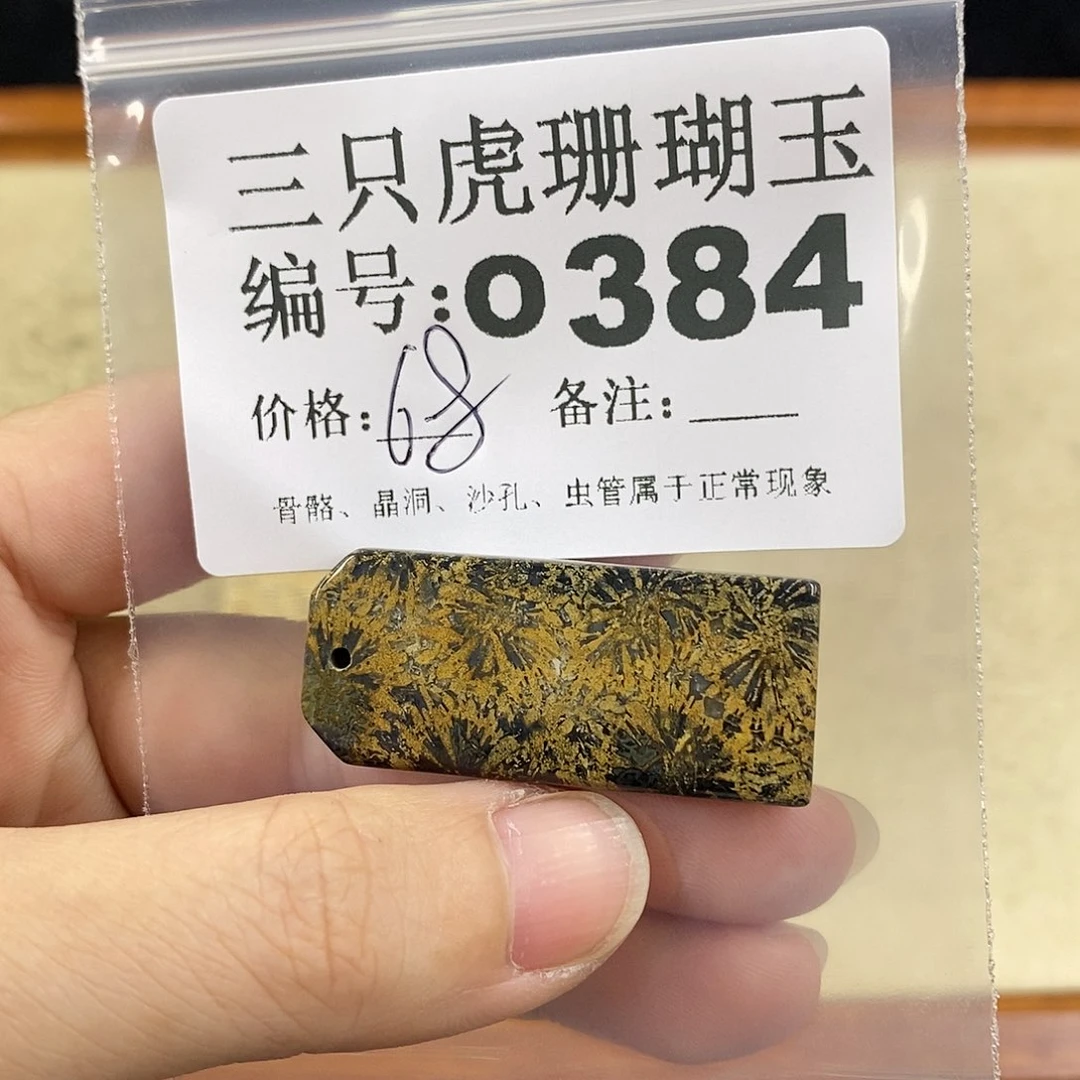 三只虎珊瑚玉
编号:0384
价格:68 备注:____
骨骼、晶洞、沙孔、虫管属于正常现象